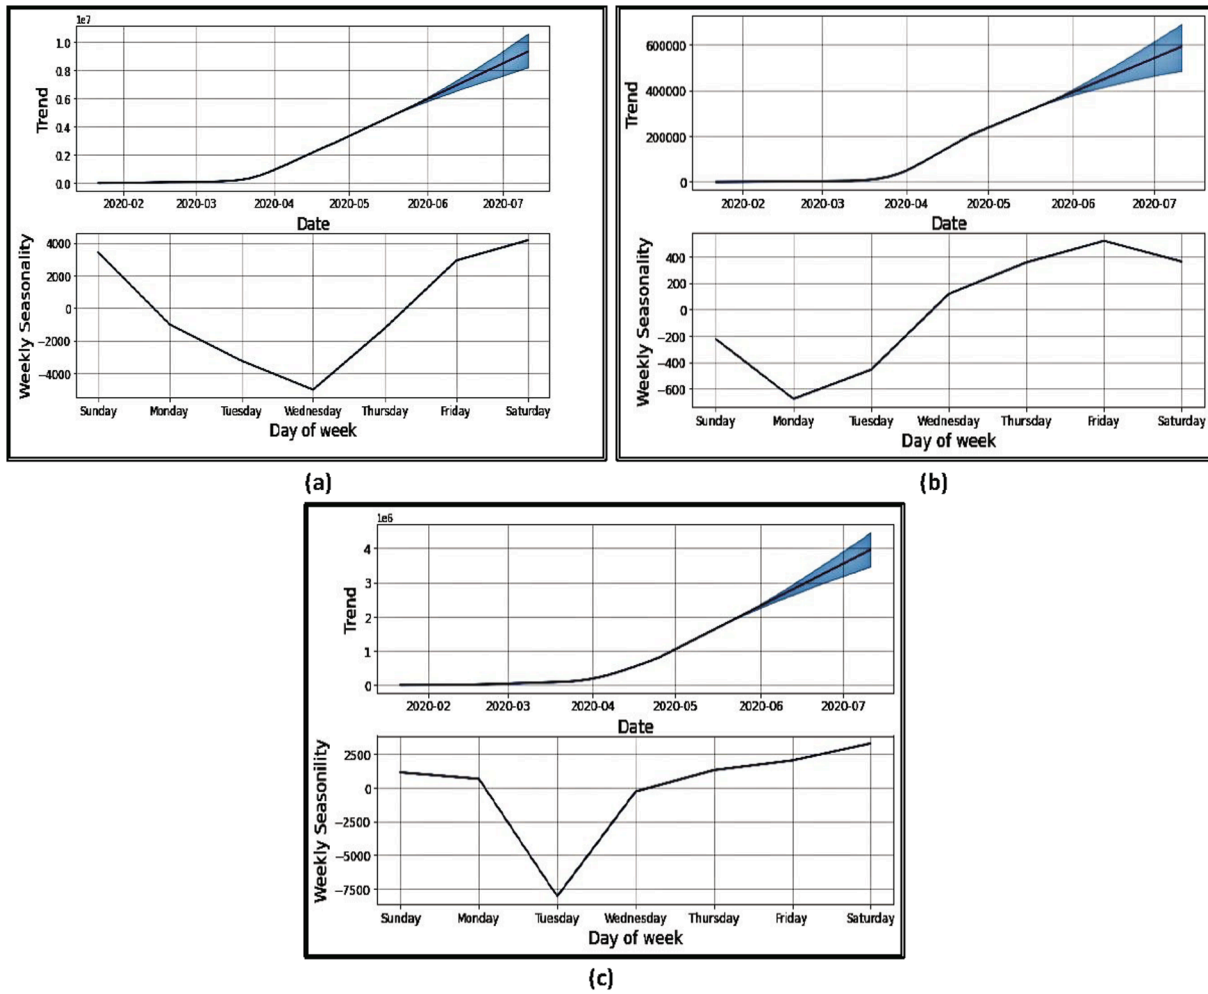 1e7
1.0
0.8
0.6
0.4
0.2
0.0
Trend
2020-02 2020-03 2020-04 2020-05 2020-06 2020-07
Date
4000
2000
0
−2000
−4000
Weekly Seasonality
Sunday Monday Tuesday Wednesday Thursday Friday Saturday
Day of week
(a)
600000
400000
200000
0
Trend
2020-02 2020-03 2020-04 2020-05 2020-06 2020-07
Date
400
200
0
−200
−400
−600
Weekly Seasonality
Sunday Monday Tuesday Wednesday Thursday Friday Saturday
Day of week
(b)
1e6
4
3
2
1
0
Trend
2020-02 2020-03 2020-04 2020-05 2020-06 2020-07
Date
2500
0
−2500
−5000
−7500
Weekly Seasonility
Sunday Monday Tuesday Wednesday Thursday Friday Saturday
Day of week
(c)